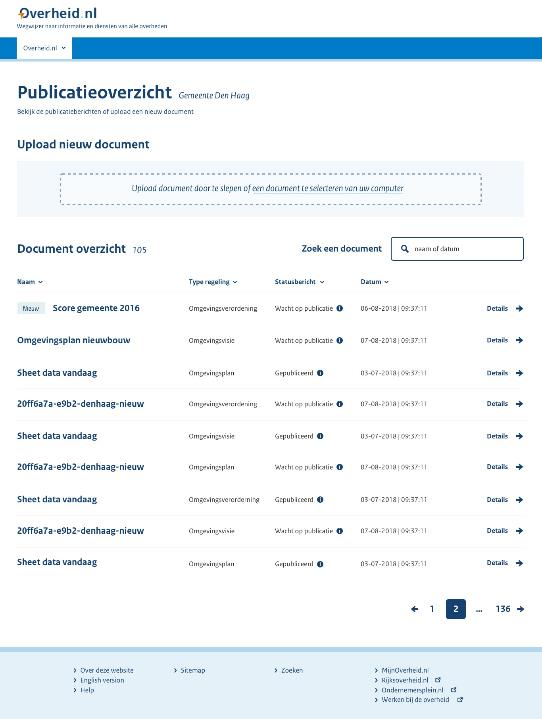 Overheid.nl
Wegwijzer naar informatie en diensten van alle overheden
Overheid.nl
Publicatieoverzicht Gemeente Den Haag
Bekijk de publicatieberichten of upload een nieuw document
Upload nieuw document
Upload document door te slepen of een document te selecteren van uw computer
Document overzicht 105 Zoek een document naam of datum
Naam Type regeling Statusbericht Datum
Nieuw Score gemeente 2016 Omgevingsverordening Wacht op publicatie 06-08-2018 | 09:37:11 Details
Omgevingsplan nieuwbouw Omgevingsvisie Wacht op publicatie 07-08-2018 | 09:37:11 Details
Sheet data vandaag Omgevingsplan Gepubliceerd 03-07-2018 | 09:37:11 Details
20ff6a7a-e9b2-denhaag-nieuw Omgevingsverordening Wacht op publicatie 07-08-2018 | 09:37:11 Details
Sheet data vandaag Omgevingsvisie Gepubliceerd 03-07-2018 | 09:37:11 Details
20ff6a7a-e9b2-denhaag-nieuw Omgevingsplan Wacht op publicatie 07-08-2018 | 09:37:11 Details
Sheet data vandaag Omgevingsverorderning Gepubliceerd 03-07-2018 | 09:37:11 Details
20ff6a7a-e9b2-denhaag-nieuw Omgevingsvisie Wacht op publicatie 07-08-2018 | 09:37:11 Details
Sheet data vandaag Omgevingsplan Gepubliceerd 03-07-2018 | 09:37:11 Details
1 2 ... 136
Over deze website Sitemap Zoeken MijnOverheid.nl
English version Rijksoverheid.nl
Help Ondernemersplein.nl
Werken bij de overheid